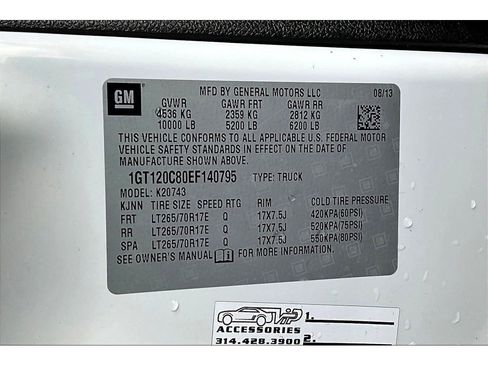 GM
MFD BY GENERAL MOTORS LLC 08/13
GVWR GAWR FRT GAWR RR
4536 KG 2359 KG 2812 KG
10000 LB 5200 LB 6200 LB
THIS VEHICLE CONFORMS TO ALL APPLICABLE U.S. FEDERAL MOTOR
VEHICLE SAFETY STANDARDS IN EFFECT ON THE DATE OF
MANUFACTURE SHOWN ABOVE.
1GT120C80EF140795 TYPE: TRUCK
MODEL: K20743
KJNN TIRE SIZE SPEED RTG RIM COLD TIRE PRESSURE
FRT LT265/70R17E Q 17X7.5J 420KPA(60PSI)
RR LT265/70R17E Q 17X7.5J 520KPA(75PSI)
SPA LT265/70R17E Q 17X7.5J 550KPA(80PSI)
SEE OWNER'S MANUAL FOR MORE INFORMATION
VIP
ACCESSORIES
314.428.3900
1.
2.